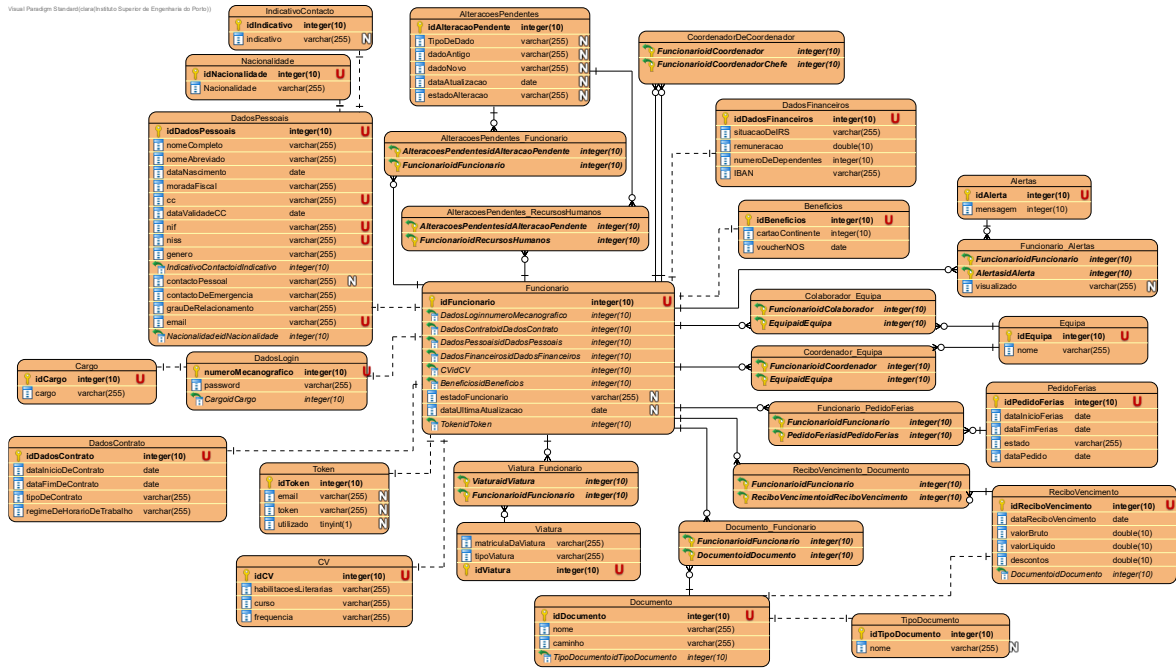 Visual Paradigm Standard(clara(Instituto Superior de Engenharia do Porto))
IndicativoContacto
idIndicativo integer(10)
indicativo varchar(255) N
Nacionalidade
idNacionalidade integer(10) U
Nacionalidade varchar(255)
DadosPessoais
idDadosPessoais integer(10) U
nomeCompleto varchar(255)
nomeAbreviado varchar(255)
dataNascimento date
moradaFiscal varchar(255)
cc varchar(255) U
dataValidadeCC date
nif varchar(255) U
niss varchar(255) U
genero varchar(255)
IndicativoContactoidIndicativo integer(10)
contactoPessoal varchar(255) N
contactoDeEmergencia varchar(255)
grauDeRelacionamento varchar(255)
email varchar(255) U
NacionalidadeidNacionalidade integer(10)
Cargo
idCargo integer(10) U
cargo varchar(255)
DadosLogin
numeroMecanografico integer(10) U
password varchar(255)
CargoidCargo integer(10)
DadosContrato
idDadosContrato integer(10) U
dataInicioDeContrato date
dataFimDeContrato date
tipoDeContrato varchar(255)
regimeDeHorarioDeTrabalho varchar(255)
Token
idToken integer(10)
email varchar(255) N
token varchar(255) N
utilizado tinyint(1) N
CV
idCV integer(10) U
habilitacoesLiterarias varchar(255)
curso varchar(255)
frequencia varchar(255)
AlteracoesPendentes
idAlteracaoPendente integer(10)
TipoDeDado varchar(255) N
dadoAntigo varchar(255) N
dadoNovo varchar(255) N
dataAtualizacao date N
estadoAlteracao varchar(255) N
AlteracoesPendentes_Funcionario
AlteracoesPendentesidAlteracaoPendente integer(10)
FuncionarioidFuncionario integer(10)
AlteracoesPendentes_RecursosHumanos
AlteracoesPendentesidAlteracaoPendente integer(10)
FuncionarioidRecursosHumanos integer(10)
Funcionario
idFuncionario integer(10) U
DadosLoginnumeroMecanografico integer(10)
DadosContratoidDadosContrato integer(10)
DadosPessoaisidDadosPessoais integer(10)
DadosFinanceirosidDadosFinanceiros integer(10)
CVidCV integer(10)
BeneficiosidBeneficios integer(10)
estadoFuncionario varchar(255) N
dataUltimaAtualizacao date N
TokenidToken integer(10)
Viatura_Funcionario
ViaturaidViatura integer(10)
FuncionarioidFuncionario integer(10)
Viatura
matriculaDaViatura varchar(255)
tipoViatura varchar(255)
idViatura integer(10) U
CoordenadorDeCoordenador
FuncionarioidCoordenador integer(10)
FuncionarioidCoordenadorChefe integer(10)
DadosFinanceiros
idDadosFinanceiros integer(10) U
situacaoDeIRS varchar(255)
remuneracao double(10)
numeroDeDependentes integer(10)
IBAN varchar(255)
Beneficios
idBeneficios integer(10) U
cartaoContinente integer(10)
voucherNOS date
Alertas
idAlerta integer(10) U
mensagem integer(10)
Funcionario_Alertas
FuncionarioidFuncionario integer(10)
AlertasidAlerta integer(10)
visualizado varchar(255) N
Colaborador_Equipa
FuncionarioidColaborador integer(10)
EquipaidEquipa integer(10)
Equipa
idEquipa integer(10) U
nome varchar(255)
Coordenador_Equipa
FuncionarioidCoordenador integer(10)
EquipaidEquipa integer(10)
PedidoFerias
idPedidoFerias integer(10) U
dataInicioFerias date
dataFimFerias date
estado varchar(255)
dataPedido date
Funcionario_PedidoFerias
FuncionarioidFuncionario integer(10)
PedidoFeriasidPedidoFerias integer(10)
ReciboVencimento_Documento
FuncionarioidFuncionario integer(10)
ReciboVencimentoidReciboVencimento integer(10)
ReciboVencimento
idReciboVencimento integer(10) U
dataReciboVencimento date
valorBruto double(10)
valorLiquido double(10)
descontos double(10)
DocumentoidDocumento integer(10)
Documento_Funcionario
FuncionarioidFuncionario integer(10)
DocumentoidDocumento integer(10)
Documento
idDocumento integer(10) U
nome varchar(255)
caminho varchar(255)
TipoDocumentoidTipoDocumento integer(10)
TipoDocumento
idTipoDocumento integer(10)
nome varchar(255) N